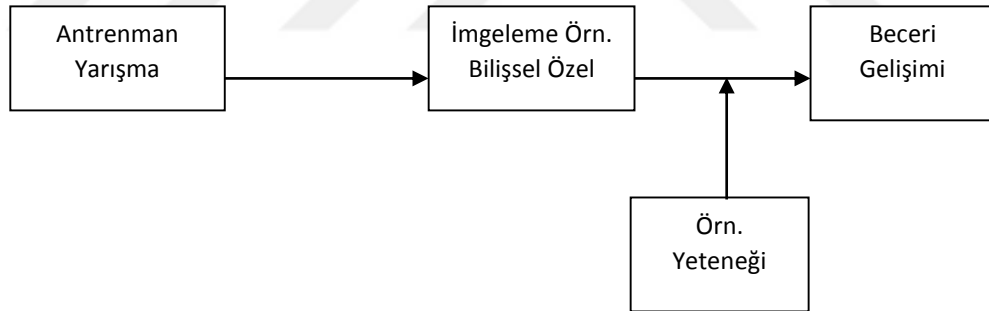 Antrenman
Yarışma
İmgeleme Örn.
Bilişsel Özel
Beceri
Gelişimi
Örn.
Yeteneği